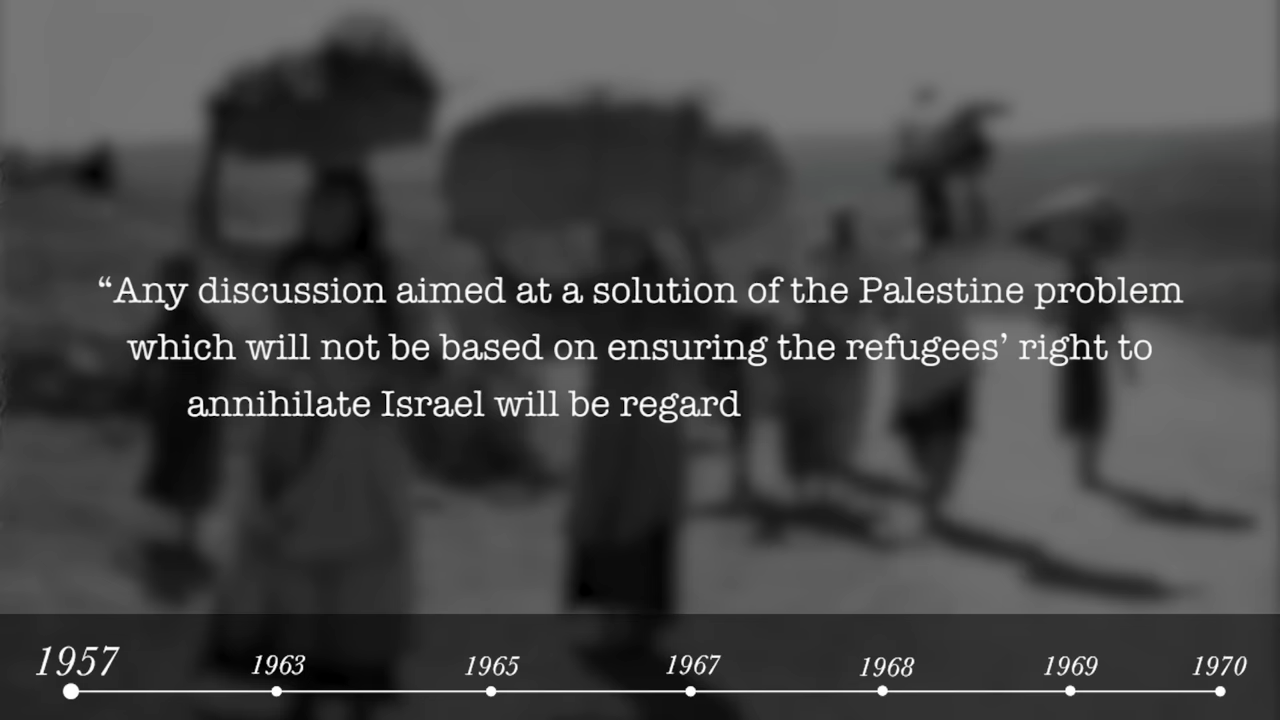 “Any discussion aimed at a solution of the Palestine problem
which will not be based on ensuring the refugees’ right to
annihilate Israel will be regard
1957 1963 1965 1967 1968 1969 1970